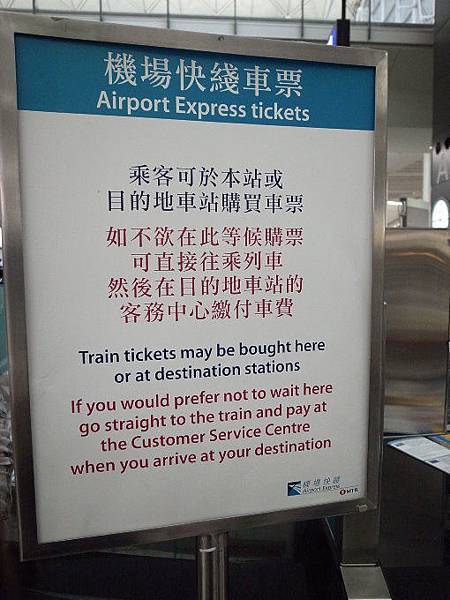 機場快綫車票
Airport Express tickets
乘客可於本站或
目的地車站購買車票
如不欲在此等候購票
可直接往乘列車
然後在目的地車站的
客務中心繳付車費
Train tickets may be bought here
or at destination stations
If you would prefer not to wait here
go straight to the train and pay at
the Customer Service Centre
when you arrive at your destination
機場快綫
Airport Express
MTR